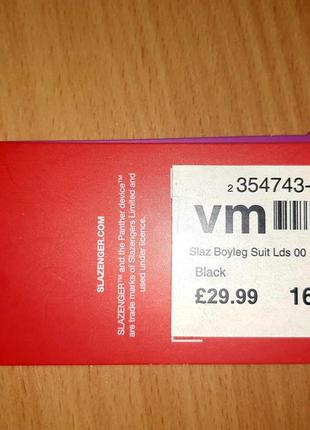 SLAZENGER.COM
SLAZENGER™ and the Panther device™
are trade marks of Slazengers Limited and
used under licence.
2 354743-
vm
Slaz Boyleg Suit Lds 00
Black
£29.99 16